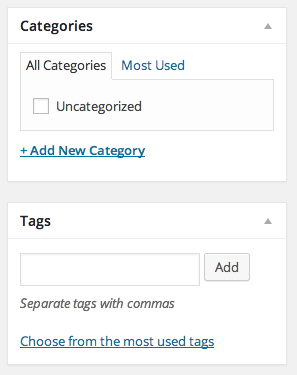 Categories
All Categories Most Used
Uncategorized
+ Add New Category
Tags
Add
Separate tags with commas
Choose from the most used tags